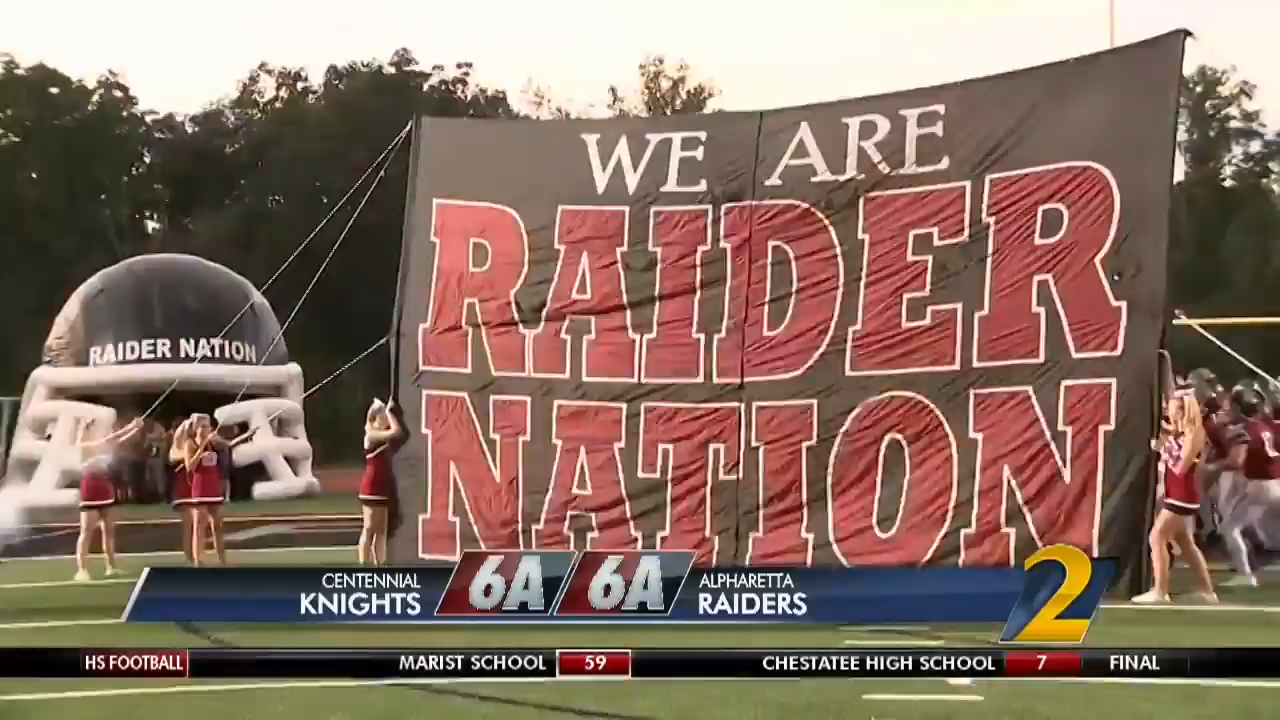 WE ARE
RAIDER
NATION
RAIDER NATION
CENTENNIAL
KNIGHTS
6A
6A
ALPHARETTA
RAIDERS
2
HS FOOTBALL
MARIST SCHOOL 59
CHESTATEE HIGH SCHOOL 7
FINAL